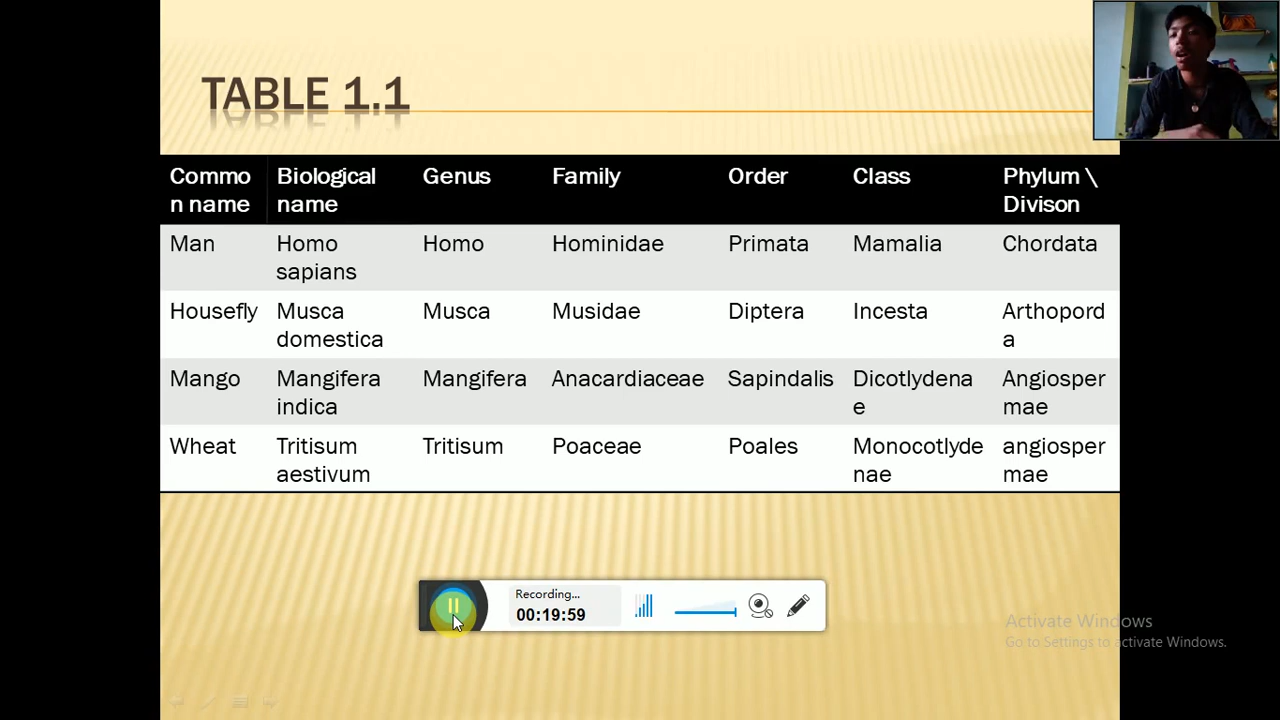 TABLE 1.1
Commo
n name
Biological
name
Genus
Family
Order
Class
Phylum \
Divison
Man
Homo
sapians
Homo
Hominidae
Primata
Mamalia
Chordata
Housefly
Musca
domestica
Musca
Musidae
Diptera
Incesta
Arthopord
a
Mango
Mangifera
indica
Mangifera
Anacardiaceae
Sapindalis
Dicotlydena
e
Angiosper
mae
Wheat
Tritisum
aestivum
Tritisum
Poaceae
Poales
Monocotlyde
nae
angiosper
mae
Recording...
00:19:59
Activate Windows
Go to Settings to activate Windows.